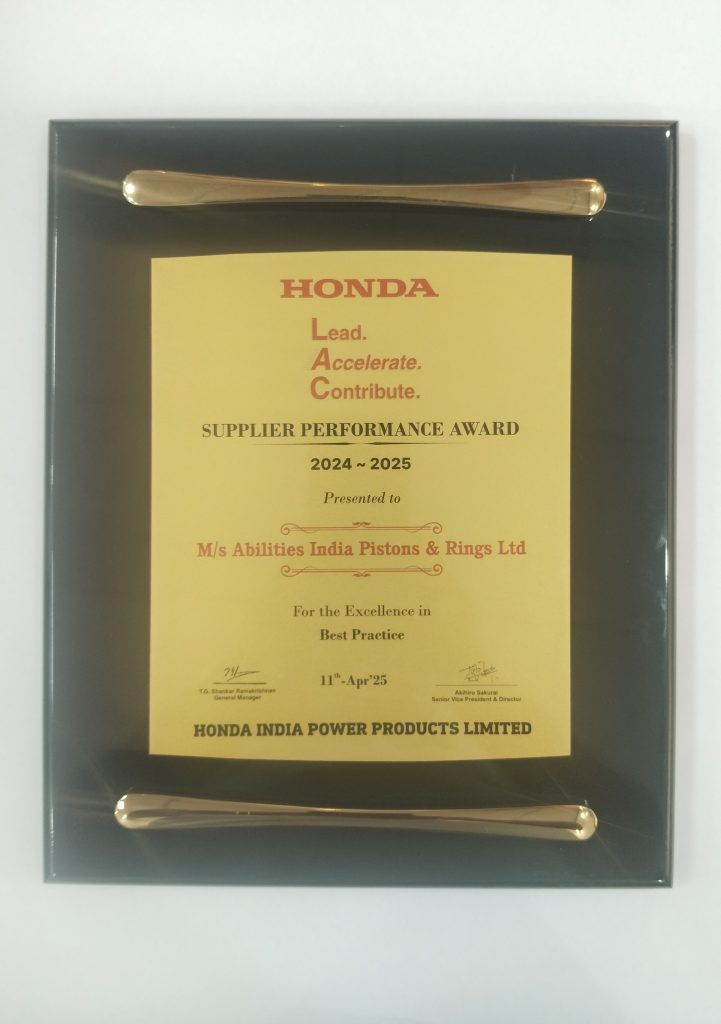 HONDA
Lead.
Accelerate.
Contribute.
SUPPLIER PERFORMANCE AWARD
2024 ~ 2025
Presented to
M/s Abilities India Pistons & Rings Ltd
For the Excellence in
Best Practice
11th-Apr'25
T.G. Shankar Ramakrishnan
General Manager
Akihiro Sakurai
Senior Vice President & Director
HONDA INDIA POWER PRODUCTS LIMITED